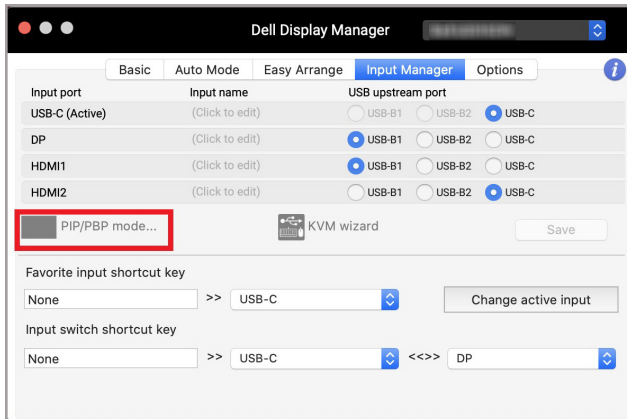 Dell Display Manager
Basic Auto Mode Easy Arrange Input Manager Options i
Input port Input name USB upstream port
USB-C (Active) (Click to edit) USB-B1 USB-B2 USB-C
DP (Click to edit) USB-B1 USB-B2 USB-C
HDMI1 (Click to edit) USB-B1 USB-B2 USB-C
HDMI2 (Click to edit) USB-B1 USB-B2 USB-C
PIP/PBP mode... KVM wizard Save
Favorite input shortcut key
None >> USB-C Change active input
Input switch shortcut key
None >> USB-C <<>> DP